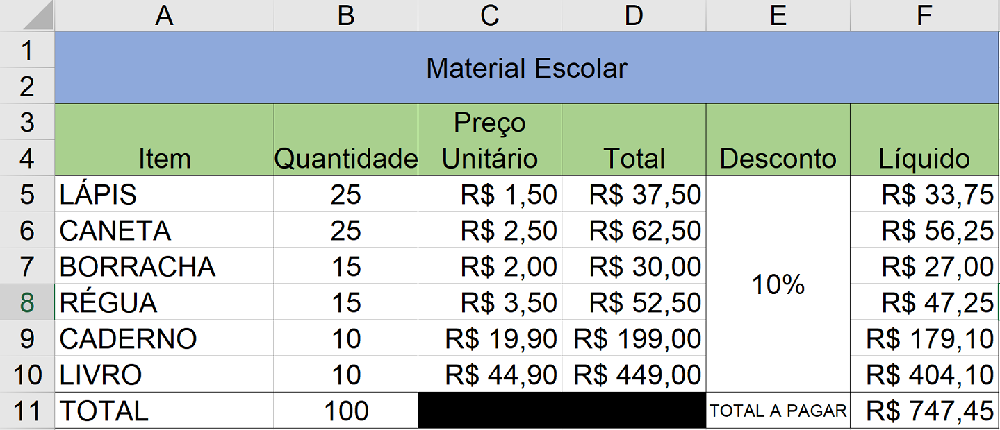 A B C D E F
1
Material Escolar
2
3 Preço
4 Item Quantidade Unitário Total Desconto Líquido
5 LÁPIS 25 R$ 1,50 R$ 37,50 R$ 33,75
6 CANETA 25 R$ 2,50 R$ 62,50 R$ 56,25
7 BORRACHA 15 R$ 2,00 R$ 30,00 R$ 27,00
10%
8 RÉGUA 15 R$ 3,50 R$ 52,50 R$ 47,25
9 CADERNO 10 R$ 19,90 R$ 199,00 R$ 179,10
10 LIVRO 10 R$ 44,90 R$ 449,00 R$ 404,10
11 TOTAL 100 TOTAL A PAGAR R$ 747,45